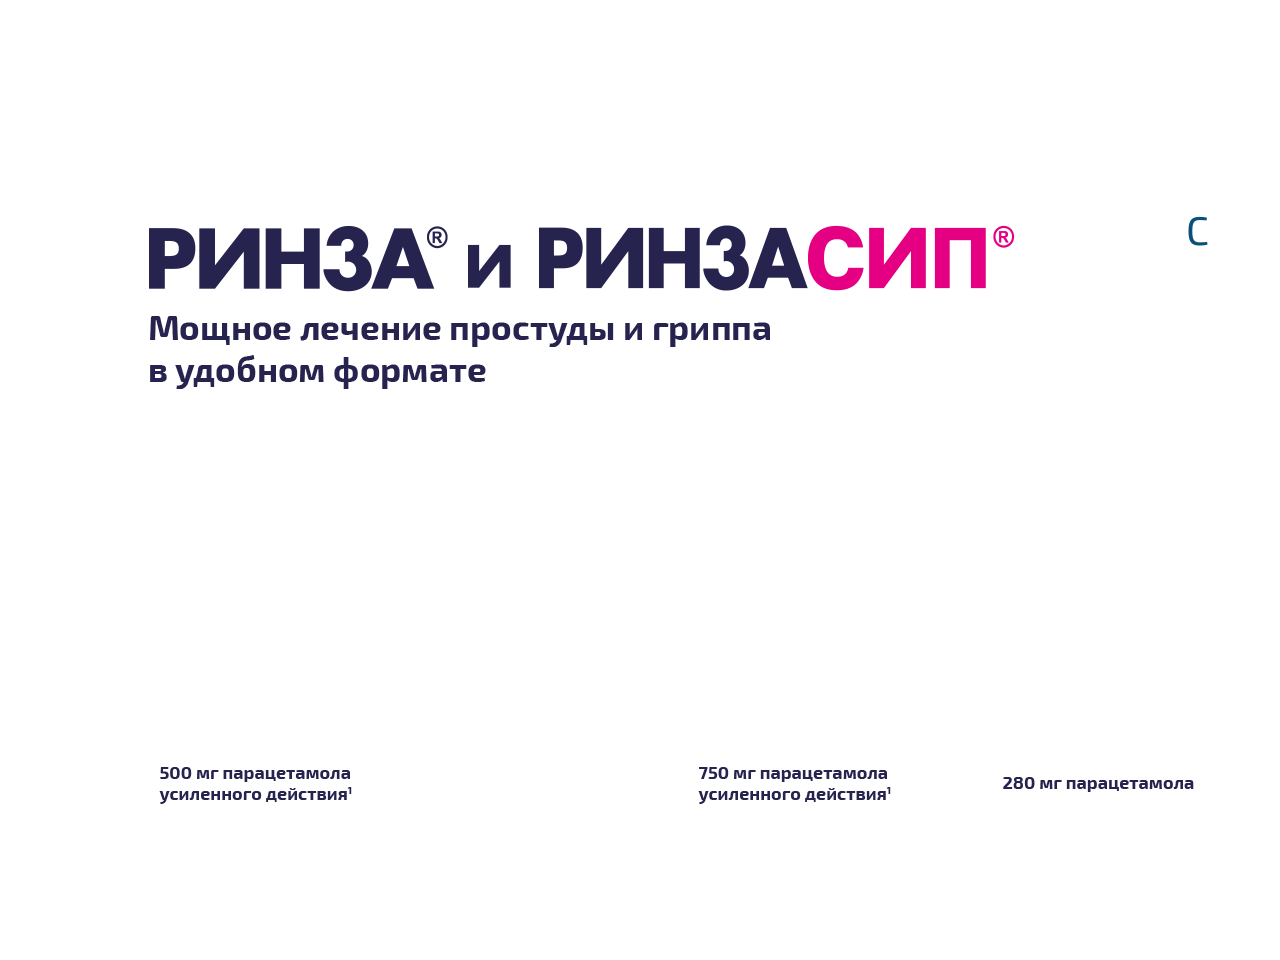 РИНЗА® и РИНЗАСИП®
С
Мощное лечение простуды и гриппа
в удобном формате
500 мг парацетамола
усиленного действия¹
750 мг парацетамола
усиленного действия¹
280 мг парацетамола